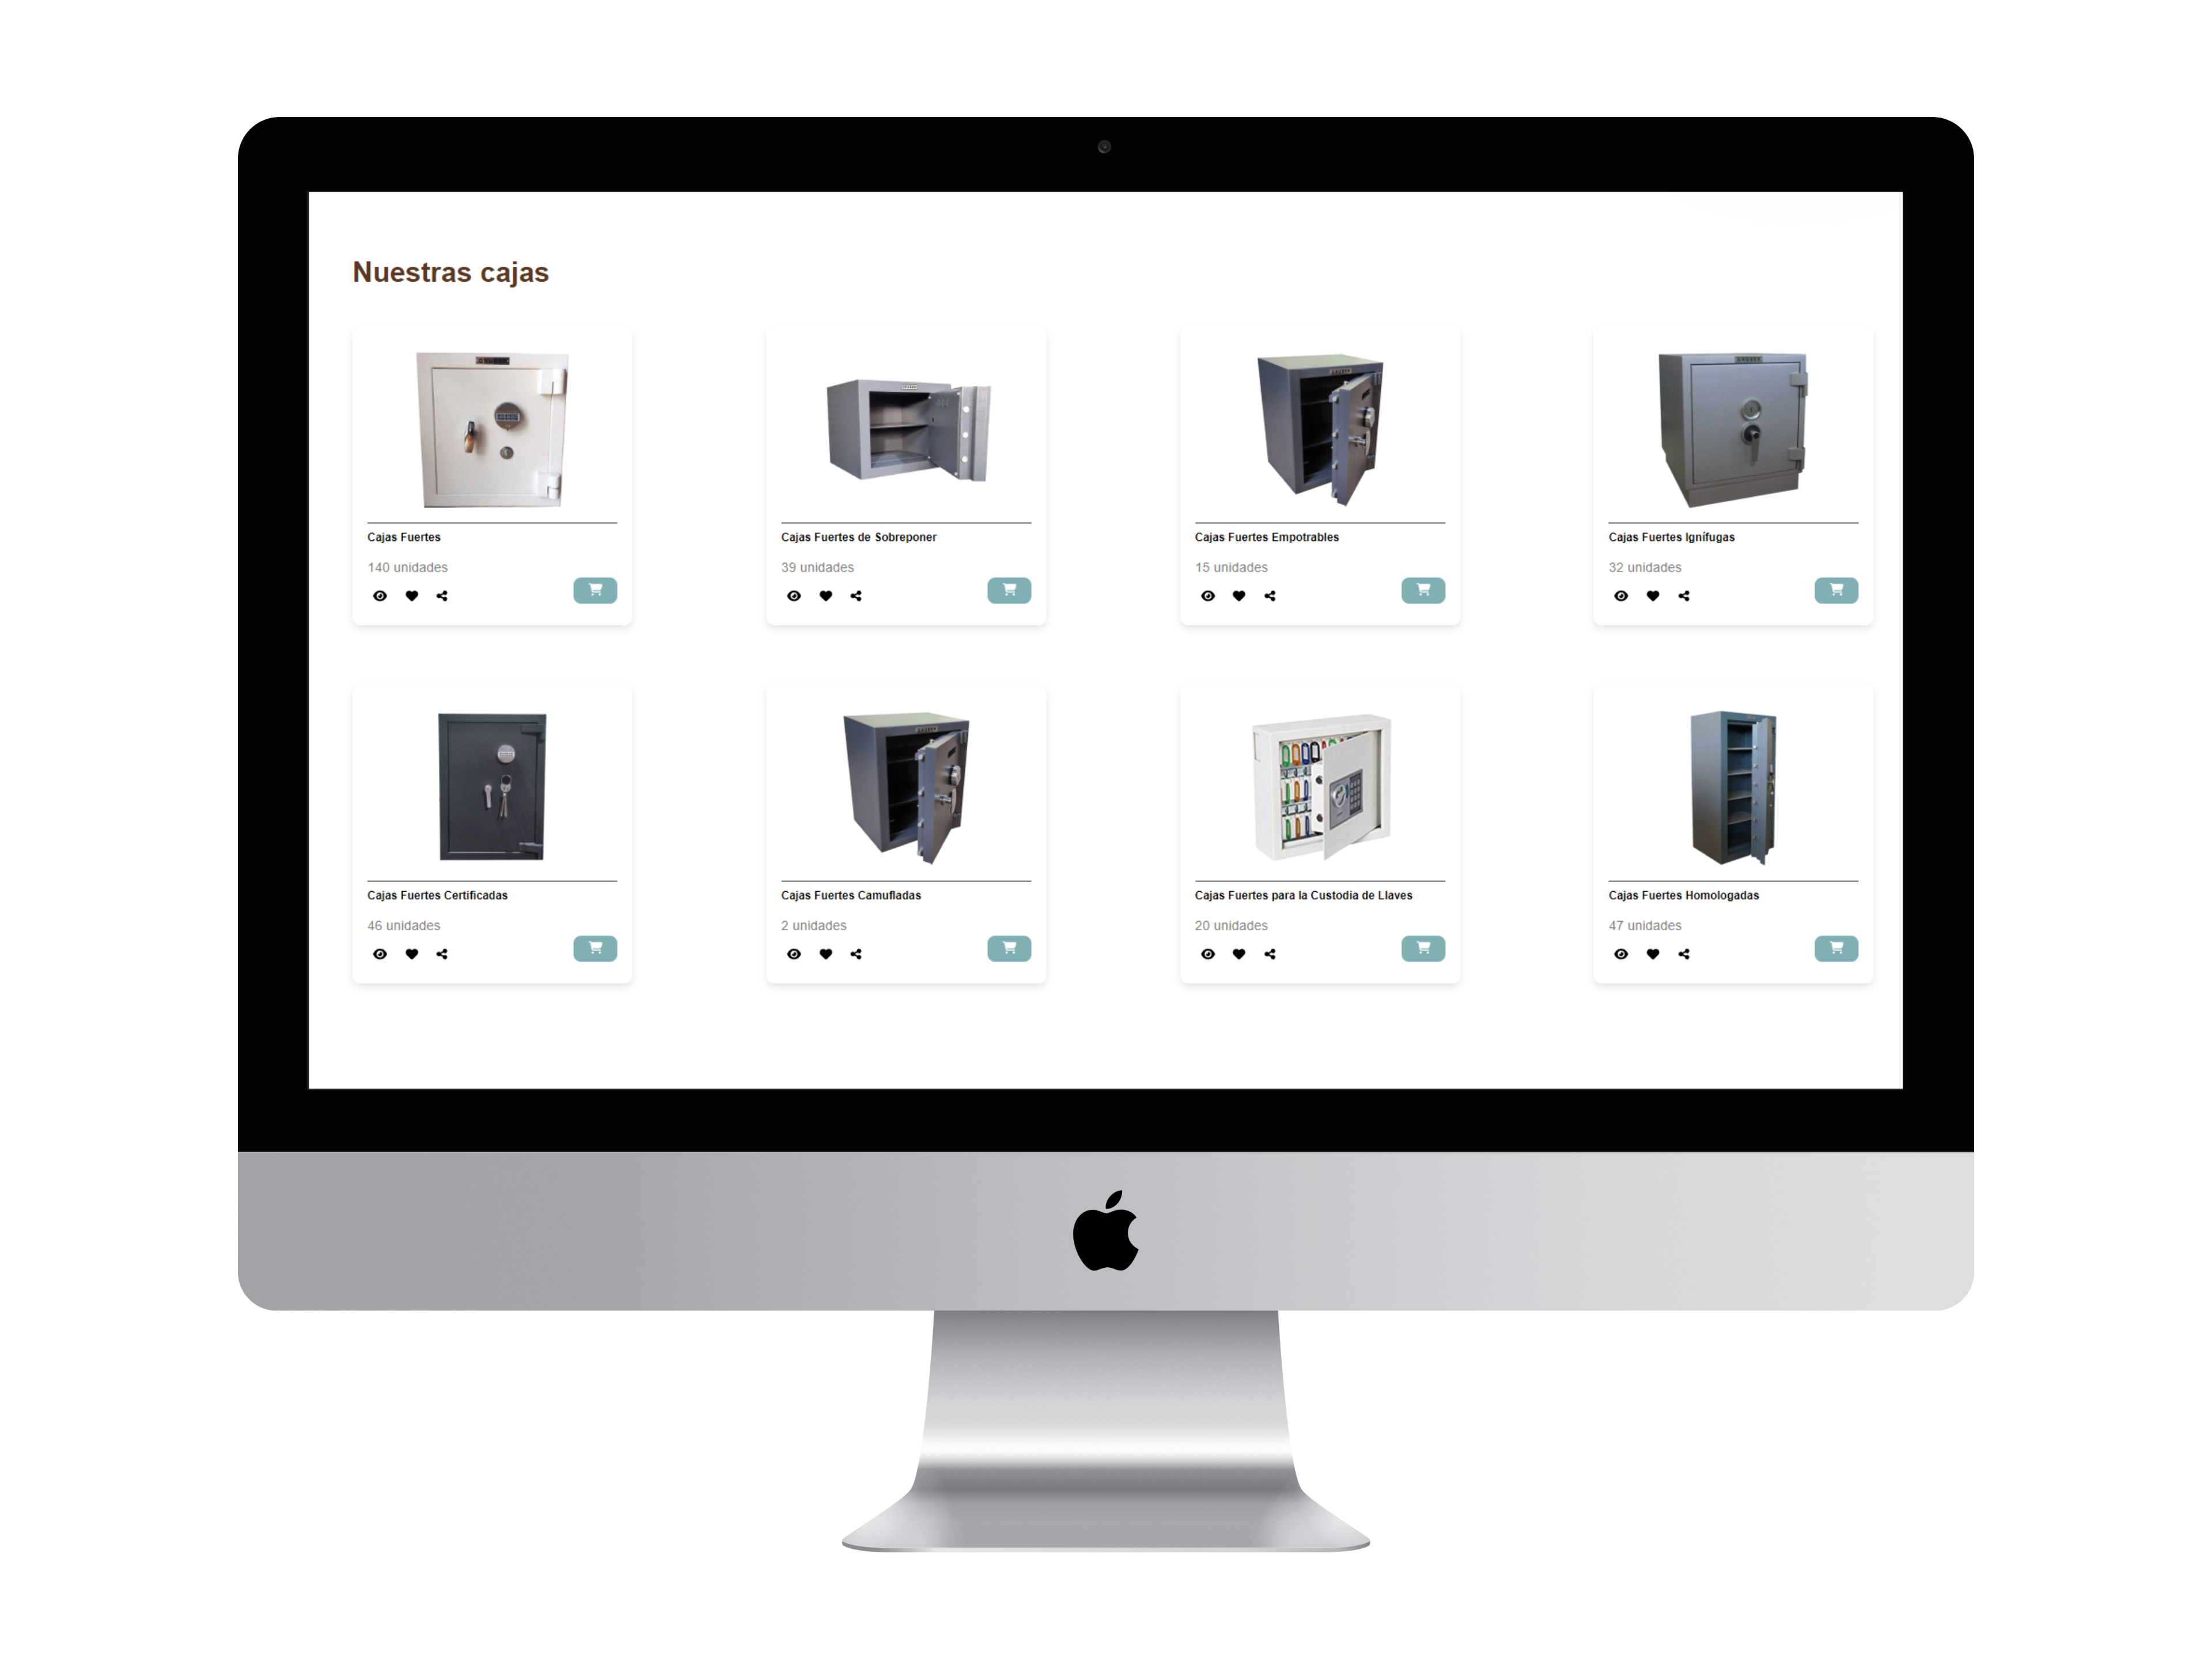 Nuestras cajas
Cajas Fuertes
140 unidades
Cajas Fuertes de Sobreponer
39 unidades
Cajas Fuertes Empotrables
15 unidades
Cajas Fuertes Ignífugas
32 unidades
Cajas Fuertes Certificadas
46 unidades
Cajas Fuertes Camufladas
2 unidades
Cajas Fuertes para la Custodia de Llaves
20 unidades
Cajas Fuertes Homologadas
47 unidades